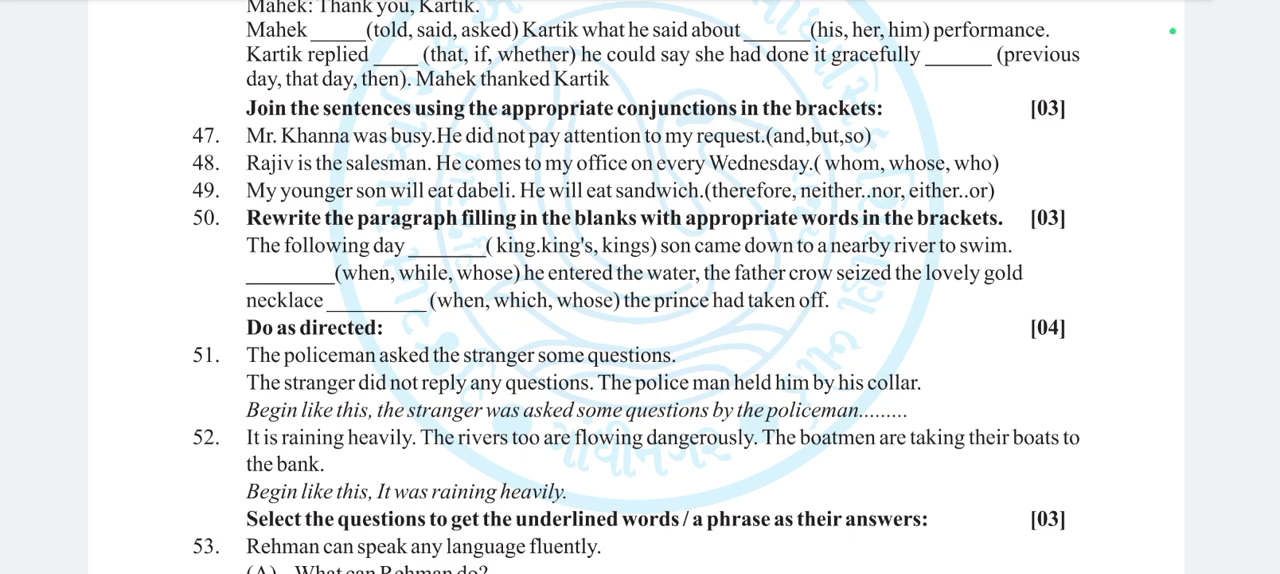 Mahek: Thank you, Kartik.
Mahek _____(told, said, asked) Kartik what he said about ______(his, her, him) performance.
Kartik replied ____ (that, if, whether) he could say she had done it gracefully ______ (previous
day, that day, then). Mahek thanked Kartik
Join the sentences using the appropriate conjunctions in the brackets: [03]
47. Mr. Khanna was busy.He did not pay attention to my request.(and,but,so)
48. Rajiv is the salesman. He comes to my office on every Wednesday.( whom, whose, who)
49. My younger son will eat dabeli. He will eat sandwich.(therefore, neither..nor, either..or)
50. Rewrite the paragraph filling in the blanks with appropriate words in the brackets. [03]
The following day _______( king.king's, kings) son came down to a nearby river to swim.
________(when, while, whose) he entered the water, the father crow seized the lovely gold
necklace _________ (when, which, whose) the prince had taken off.
Do as directed: [04]
51. The policeman asked the stranger some questions.
The stranger did not reply any questions. The police man held him by his collar.
Begin like this, the stranger was asked some questions by the policeman.........
52. It is raining heavily. The rivers too are flowing dangerously. The boatmen are taking their boats to
the bank.
Begin like this, It was raining heavily.
Select the questions to get the underlined words / a phrase as their answers: [03]
53. Rehman can speak any language fluently.
(A) What can Rehman do?
ગાંધીનગર